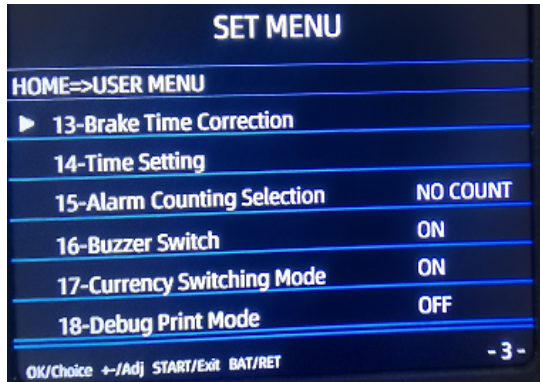 SET MENU
HOME=>USER MENU
13-Brake Time Correction
14-Time Setting
15-Alarm Counting Selection NO COUNT
16-Buzzer Switch ON
17-Currency Switching Mode ON
18-Debug Print Mode OFF
OK/Choice +-/Adj START/Exit BAT/RET -3-